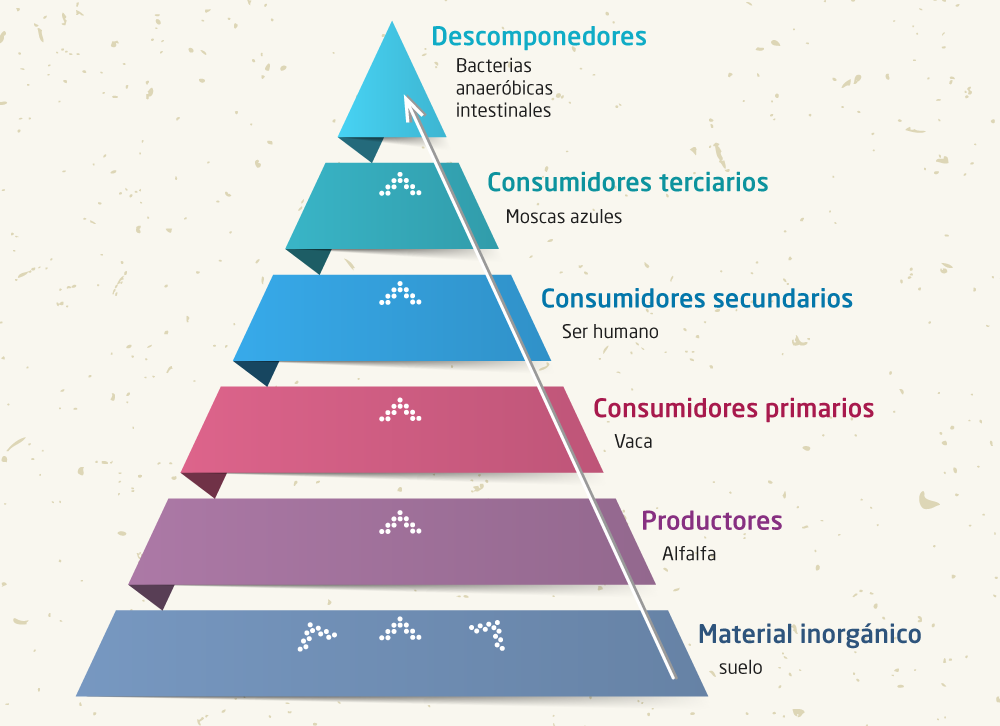 Descomponedores
Bacterias
anaeróbicas
intestinales
Consumidores terciarios
Moscas azules
Consumidores secundarios
Ser humano
Consumidores primarios
Vaca
Productores
Alfalfa
Material inorgánico
suelo